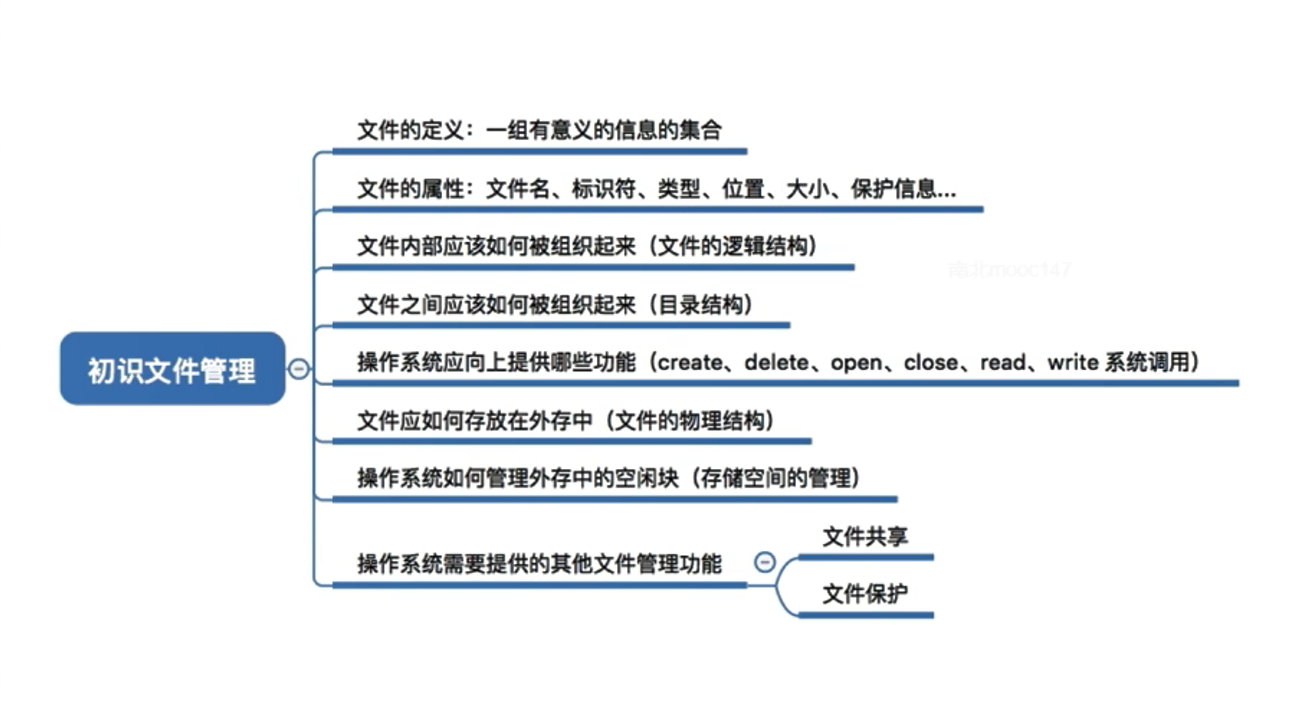 文件的定义：一组有意义的信息的集合
文件的属性：文件名、标识符、类型、位置、大小、保护信息...
文件内部应该如何被组织起来（文件的逻辑结构）
南北mooc147
文件之间应该如何被组织起来（目录结构）
初识文件管理
操作系统应向上提供哪些功能（create、delete、open、close、read、write 系统调用）
文件应如何存放在外存中（文件的物理结构）
操作系统如何管理外存中的空闲块（存储空间的管理）
操作系统需要提供的其他文件管理功能
文件共享
文件保护